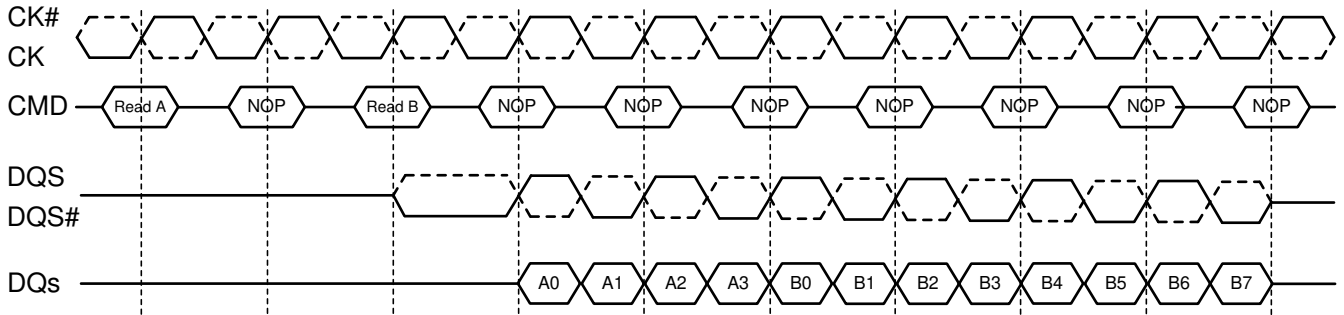 CK#
CK
CMD Read A NOP Read B NOP NOP NOP NOP NOP NOP NOP
DQS
DQS#
DQs A0 A1 A2 A3 B0 B1 B2 B3 B4 B5 B6 B7